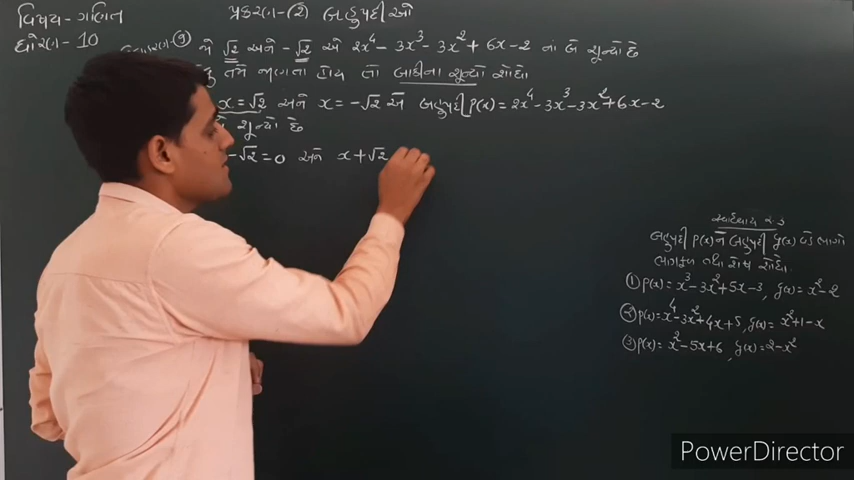 વિષય- ગણિત
પ્રકરણ-(2) બહુપદીઓ
ધોરણ- 10
(9) જો √2 અને -√2 એ 2x⁴- 3x³- 3x²+ 6x-2 નાં બે શૂન્યો છે
તમે જાણતા હોય તો બાકીના શૂન્યો શોધો
x=√2 અને x=-√2 એ બહુપદી p(x)=2x⁴-3x³-3x²+6x-2
શૂન્યો છે
-√2=0 અને x+√2
સ્વાધ્યાય 2.3
બહુપદી p(x)ને બહુપદી g(x) વડે ભાગો
ભાગફળ તથા શેષ શોધો.
① p(x)= x³-3x²+5x-3, g(x)= x²-2
② p(x)=x⁴-3x²+4x+5, g(x)= x²+1-x
③ p(x)= x²-5x+6, g(x)=2-x²
PowerDirector